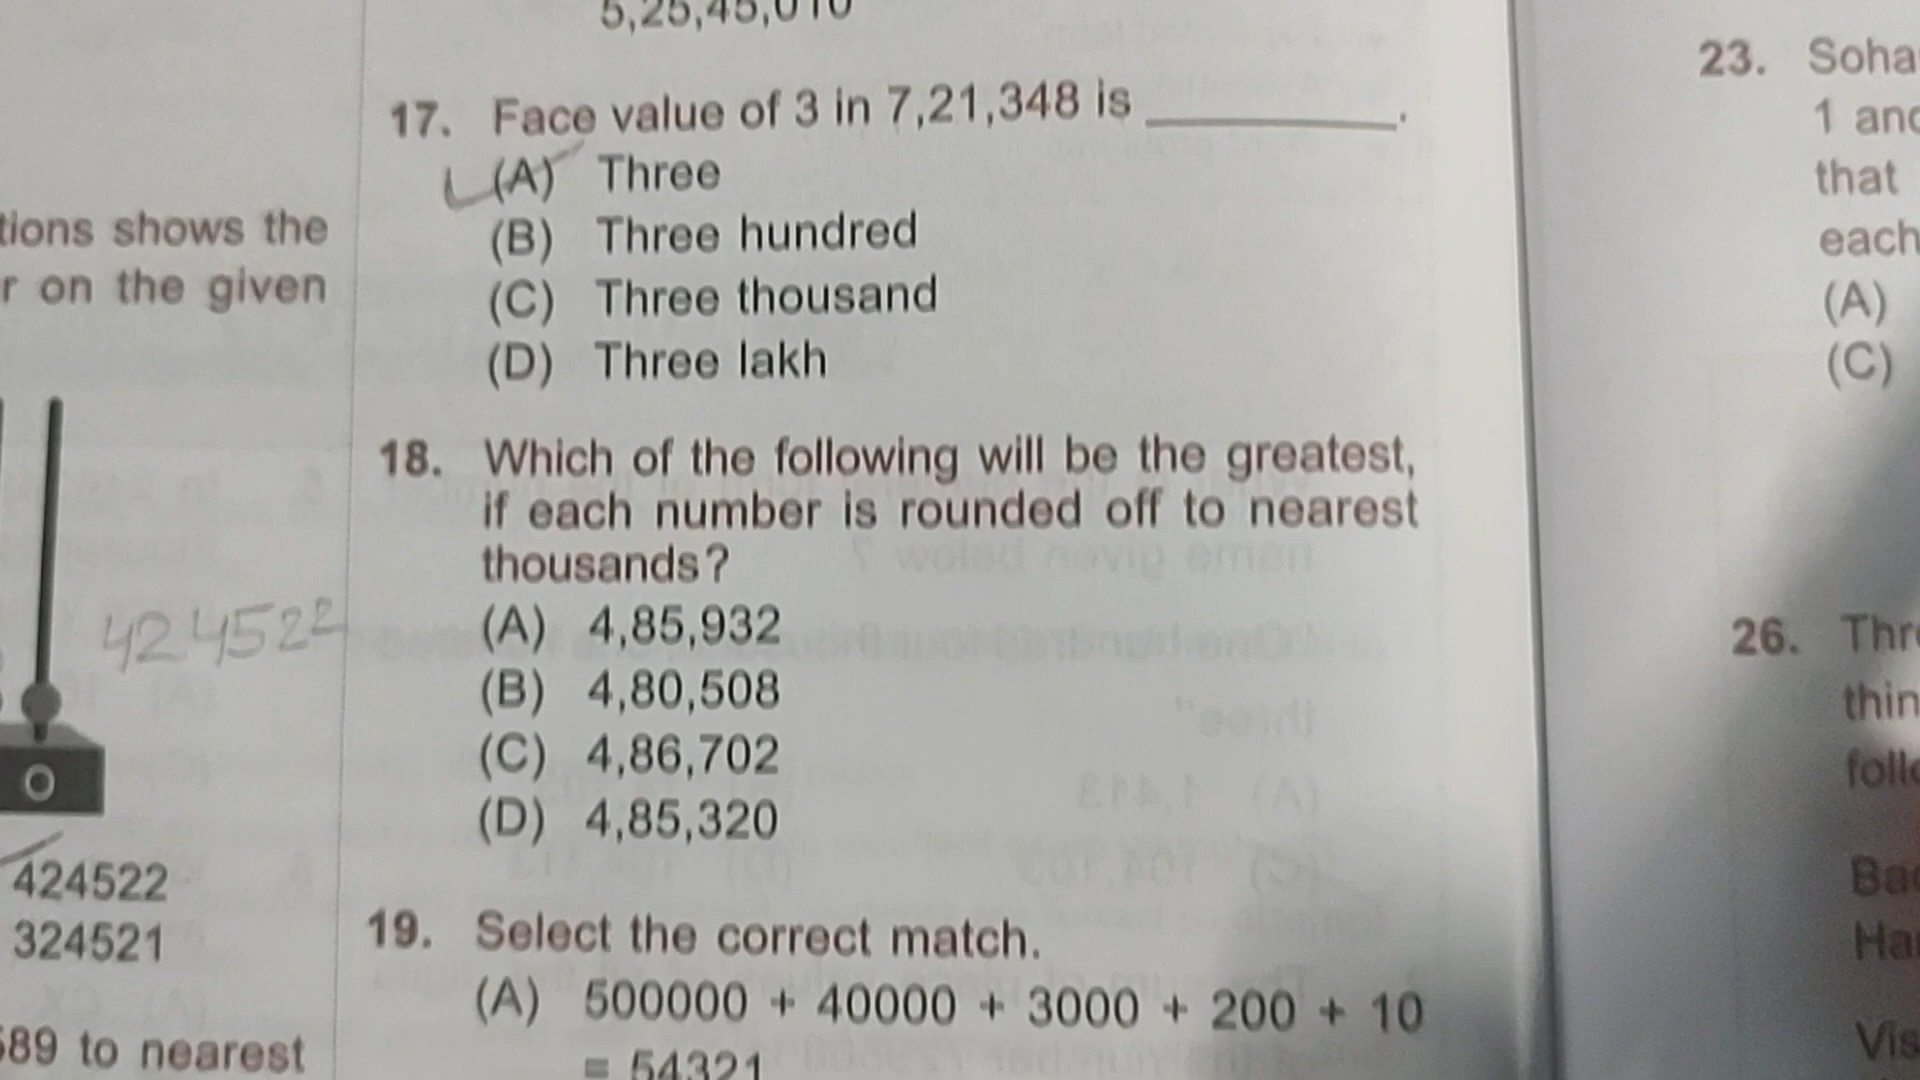 tions shows the
r on the given
424522
424522
324521
589 to nearest
5,25,45,010
17. Face value of 3 in 7,21,348 is ________.
(A) Three
(B) Three hundred
(C) Three thousand
(D) Three lakh
18. Which of the following will be the greatest,
if each number is rounded off to nearest
thousands?
(A) 4,85,932
(B) 4,80,508
(C) 4,86,702
(D) 4,85,320
19. Select the correct match.
(A) 500000 + 40000 + 3000 + 200 + 10
= 54321
23. Soha
1 and
that
each
(A)
(C)
26. Thre
thin
follo
Ba
Ha
Vis